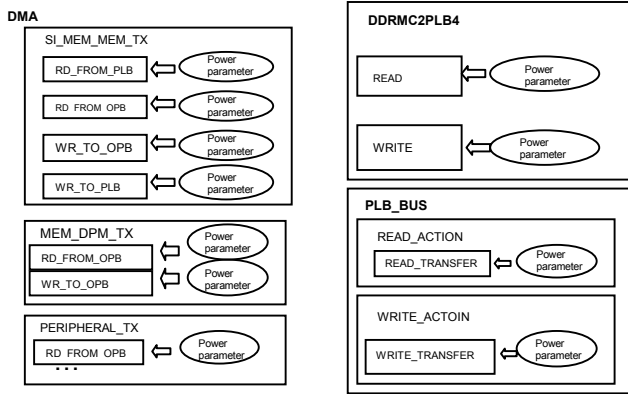 DMA
SI_MEM_MEM_TX
RD_FROM_PLB
Power
parameter
RD FROM OPB
Power
parameter
WR_TO_OPB
Power
parameter
WR_TO_PLB
Power
parameter
MEM_DPM_TX
RD_FROM_OPB
Power
parameter
WR_TO_OPB
Power
parameter
PERIPHERAL_TX
RD FROM OPB
Power
parameter
...
DDRMC2PLB4
READ
Power
parameter
WRITE
Power
parameter
PLB_BUS
READ_ACTION
READ_TRANSFER
Power
parameter
WRITE_ACTOIN
WRITE_TRANSFER
Power
parameter